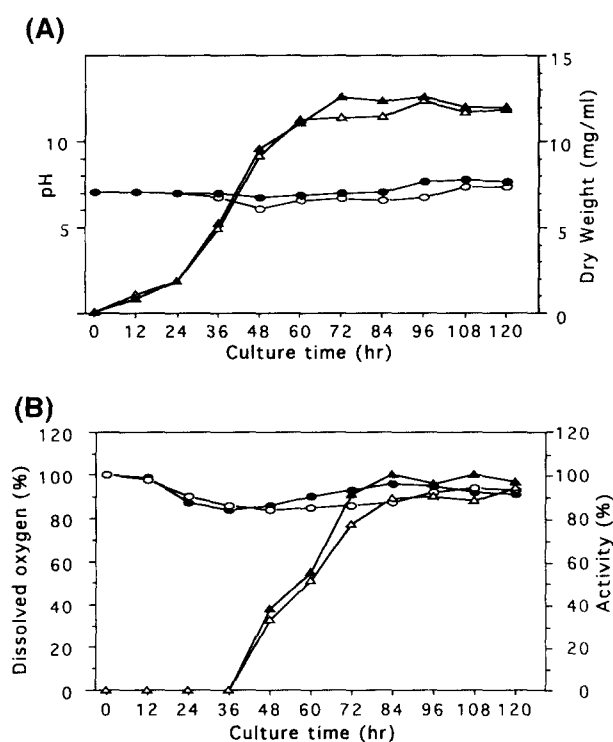 (A)
15
10
5
0
10
5
pH
Dry Weight (mg/ml)
0 12 24 36 48 60 72 84 96 108 120
Culture time (hr)
(B)
120
100
80
60
40
20
0
120
100
80
60
40
20
0
Dissolved oxygen (%)
Activity (%)
0 12 24 36 48 60 72 84 96 108 120
Culture time (hr)